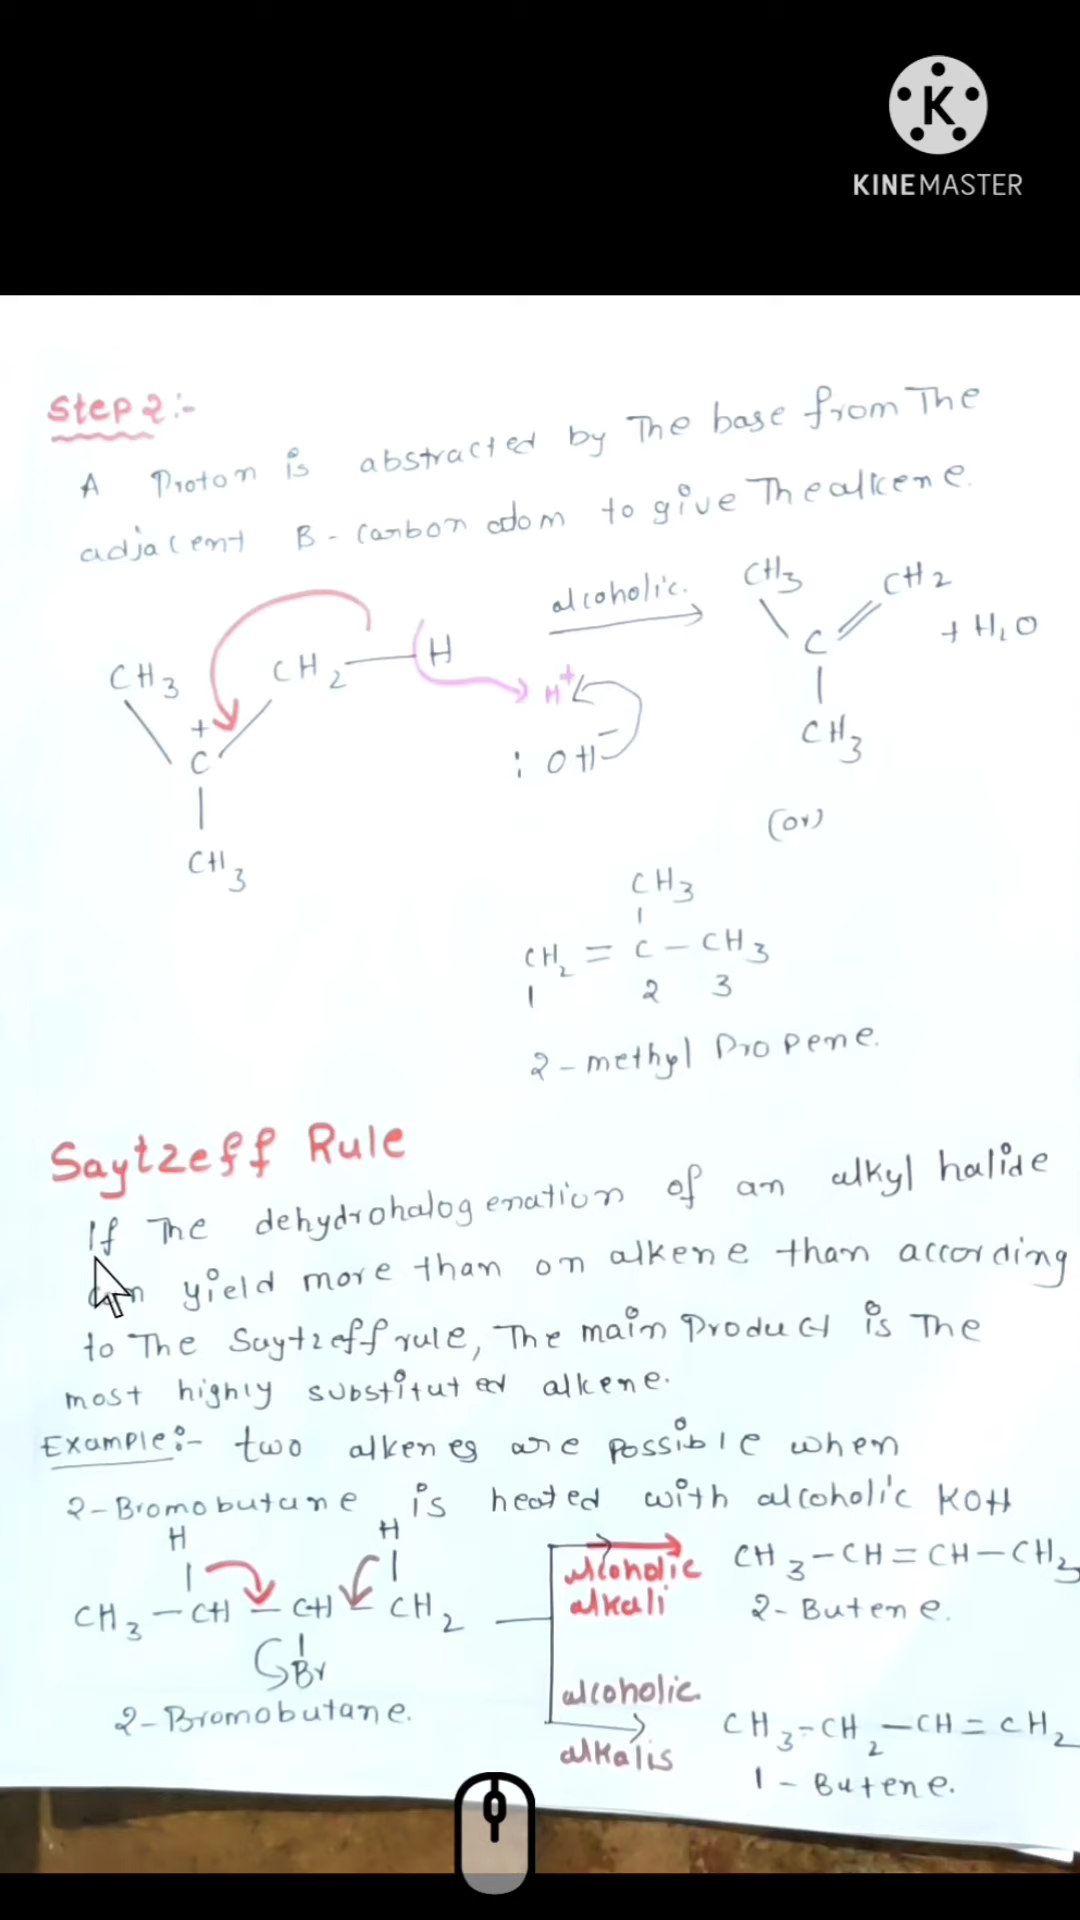 K
KINEMASTER
Step 2:-
A Proton is abstracted by The base from The
adjacent B - carbon atom to give The alkene.
CH3 CH2 — H alcoholic. CH3 CH2
+ C H+ C + H2O
: OH− CH3
CH3
(or)
CH3
CH2 = C — CH3
1 2 3
2 - methyl Propene.
Saytzeff Rule
If The dehydrohalogenation of an alkyl halide
can yield more than on alkene than according
to The Saytzeff rule, The main Product is The
most highly substituted alkene.
Example:- two alkenes are possible when
2-Bromobutane is heated with alcoholic KOH
H H
CH3 — CH — CH — CH2
Br
2-Bromobutane.
alcoholic
alkali
CH3 - CH = CH - CH3
2- Butene.
alcoholic.
alkalis
CH3 - CH2 - CH = CH2
1 - Butene.